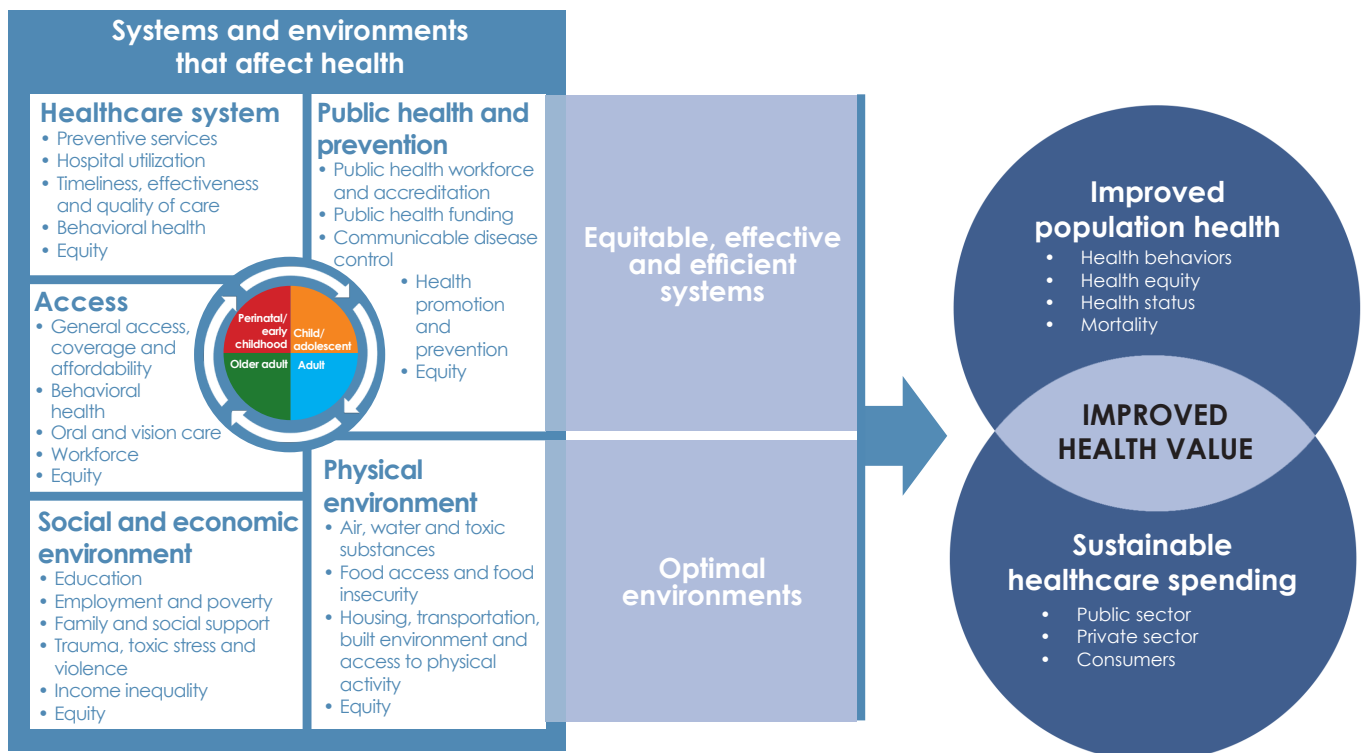 Systems and environments
that affect health
Healthcare system
• Preventive services
• Hospital utilization
• Timeliness, effectiveness
and quality of care
• Behavioral health
• Equity
Public health and
prevention
• Public health workforce
and accreditation
• Public health funding
• Communicable disease
control
• Health
promotion
and
prevention
• Equity
Access
• General access,
coverage and
affordability
• Behavioral
health
• Oral and vision care
• Workforce
• Equity
Perinatal/
early
childhood
Child/
adolescent
Older adult
Adult
Social and economic
environment
• Education
• Employment and poverty
• Family and social support
• Trauma, toxic stress and
violence
• Income inequality
• Equity
Physical
environment
• Air, water and toxic
substances
• Food access and food
insecurity
• Housing, transportation,
built environment and
access to physical
activity
• Equity
Equitable, effective
and efficient
systems
Optimal
environments
Improved
population health
• Health behaviors
• Health equity
• Health status
• Mortality
IMPROVED
HEALTH VALUE
Sustainable
healthcare spending
• Public sector
• Private sector
• Consumers